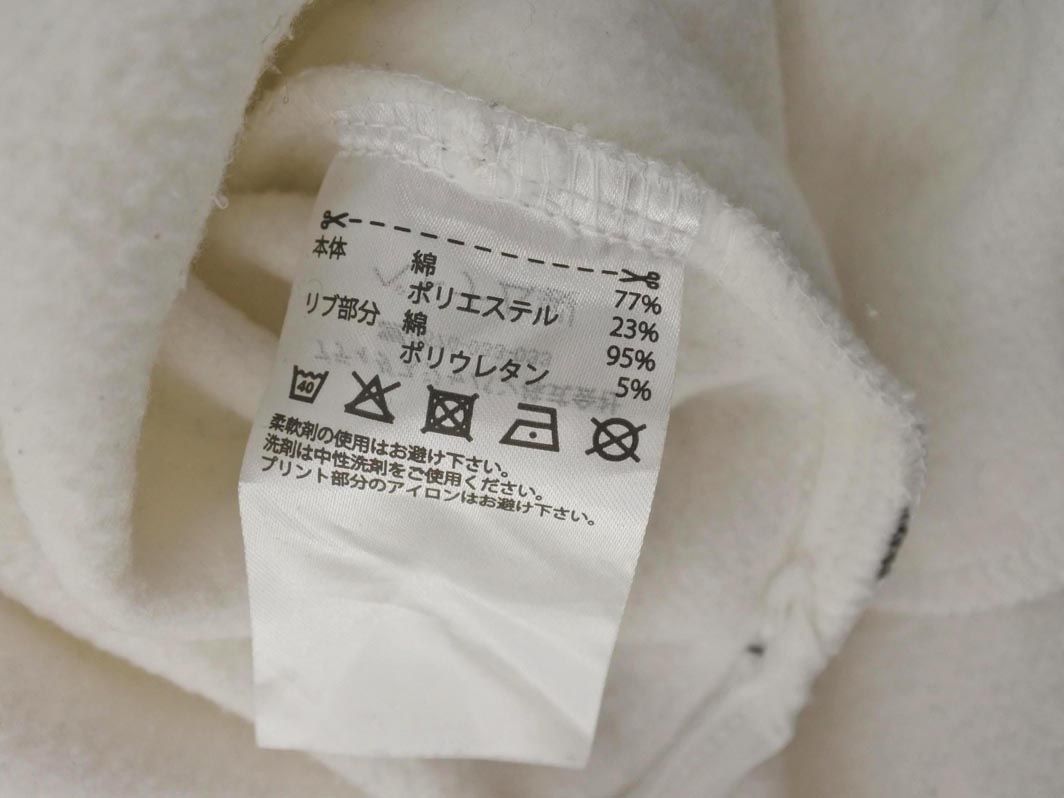 本体 綿 77%
ポリエステル 23%
リブ部分 綿 95%
ポリウレタン 5%
40
柔軟剤の使用はお避け下さい。
洗剤は中性洗剤をご使用ください。
プリント部分のアイロンはお避け下さい。